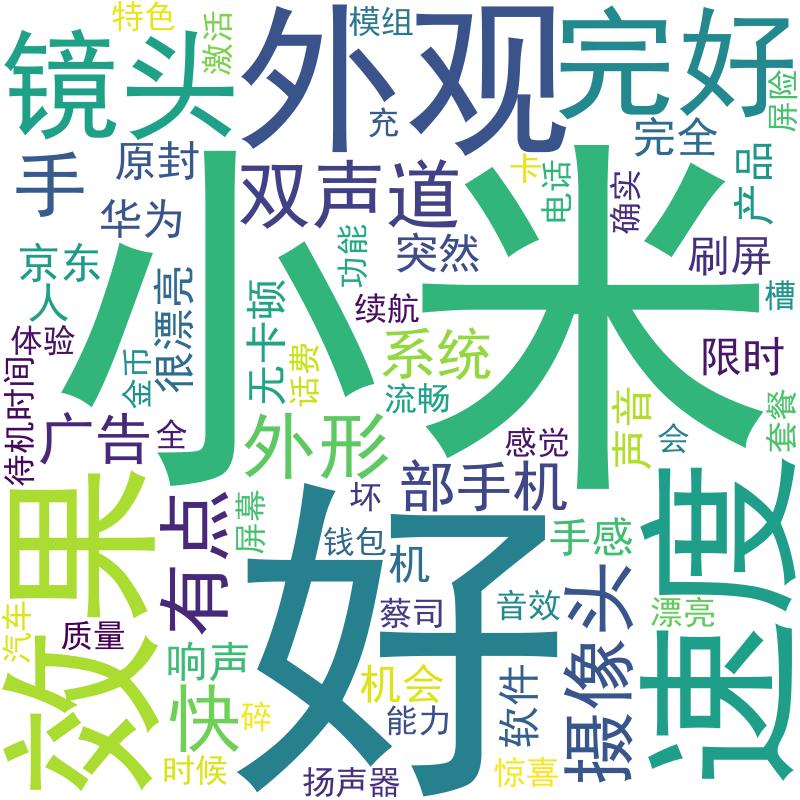 特色
激活
模组
镜头
外观
完好
屏险
充
完全
手
原封
双声道
卡
电话
确实
产品
华为
小米
京东
功能
突然
刷屏
人
很漂亮
无卡顿
续航
槽
体验
金币
话费
系统
限时
待机时间
流畅
广告
全
外形
感觉
声音
会
套餐
效果
有点
屏幕
坏
部手机
速度
好
钱包
机
手感
摄像头
蔡司
音效
漂亮
汽车
质量
响声
机会
软件
快
碎
能力
时候
扬声器
惊喜